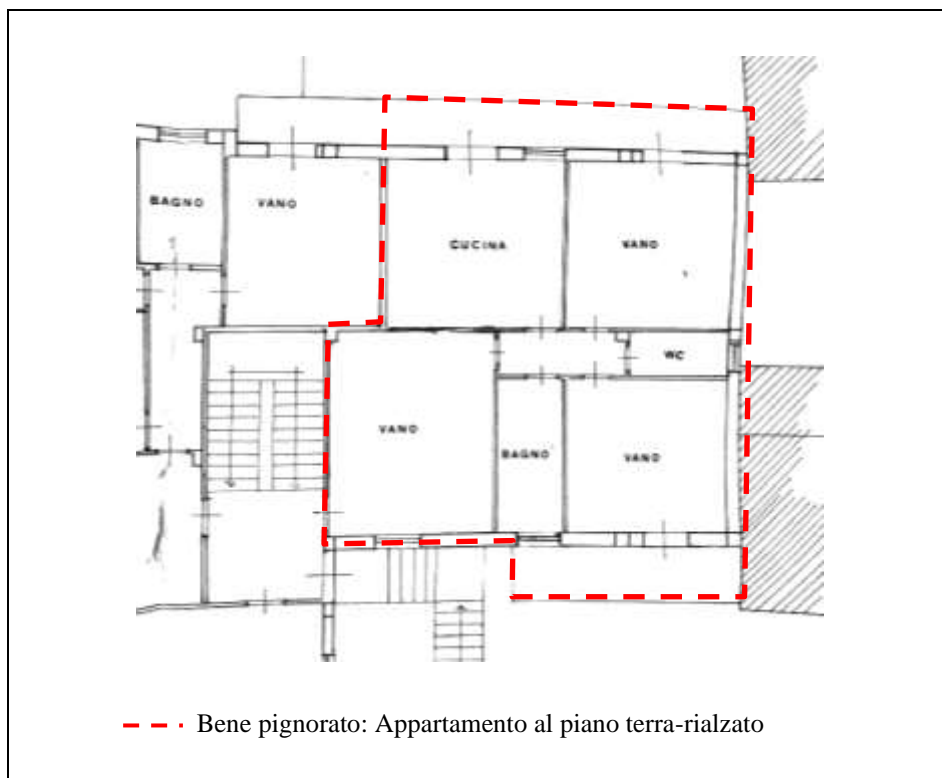 BAGNO
VANO
CUCINA
VANO
WC
VANO
BAGNO
VANO
Bene pignorato: Appartamento al piano terra-rialzato